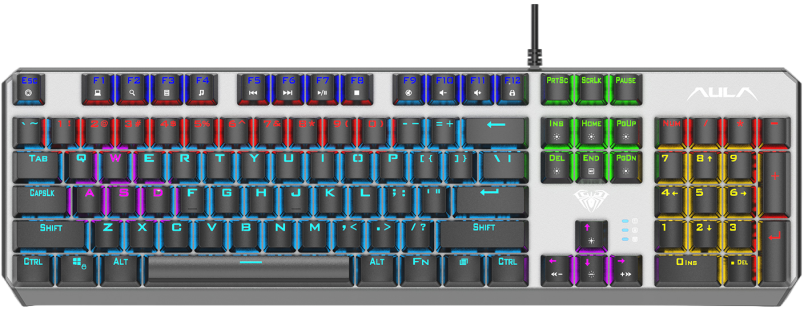 ESC F1 F2 F3 F4 F5 F6 F7 F8 F9 F10 F11 F12 PRTSC SCRLK PAUSE
AULA
` ~ - - = + INS HOME PGUP
TAB Q W E R T Y U I O P [ { ] } \ | DEL END PGDN 7 8 9
CAPSLK A S D F G H J K L ; : ' " 4 5 6
SHIFT Z X C V B N M , < . > / ? SHIFT 1 2 3
CTRL ALT ALT FN CTRL 0 INS . DEL